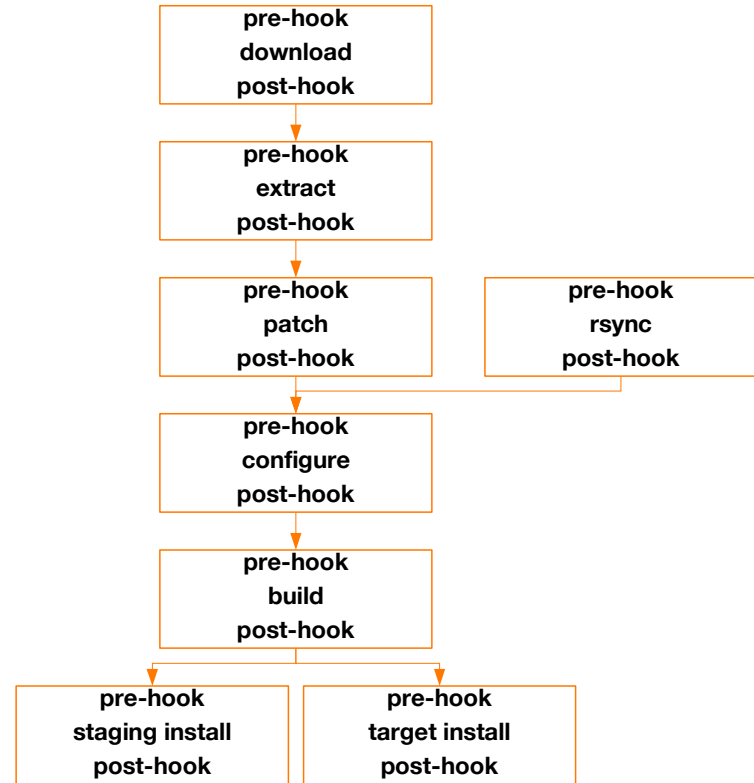 pre-hook
download
post-hook
pre-hook
extract
post-hook
pre-hook
patch
post-hook
pre-hook
rsync
post-hook
pre-hook
configure
post-hook
pre-hook
build
post-hook
pre-hook
staging install
post-hook
pre-hook
target install
post-hook